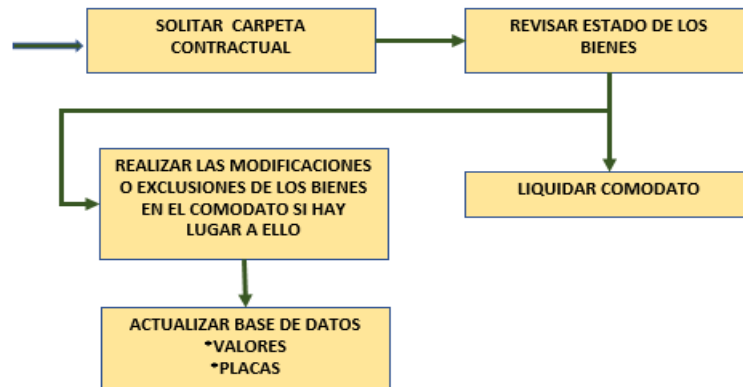 SOLITAR CARPETA
CONTRACTUAL
REVISAR ESTADO DE LOS
BIENES
REALIZAR LAS MODIFICACIONES
O EXCLUSIONES DE LOS BIENES
EN EL COMODATO SI HAY
LUGAR A ELLO
LIQUIDAR COMODATO
ACTUALIZAR BASE DE DATOS
*VALORES
*PLACAS